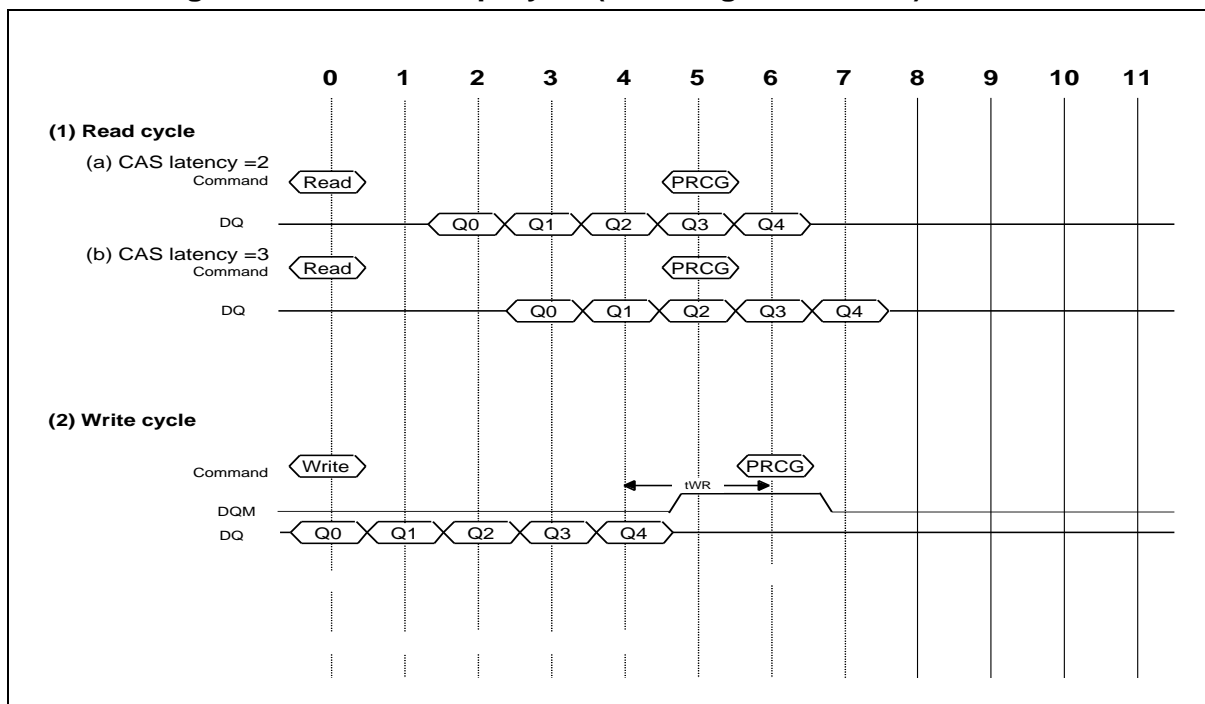 0 1 2 3 4 5 6 7 8 9 10 11
(1) Read cycle
(a) CAS latency =2
Command Read PRCG
DQ Q0 Q1 Q2 Q3 Q4
(b) CAS latency =3
Command Read PRCG
DQ Q0 Q1 Q2 Q3 Q4
(2) Write cycle
Command Write PRCG
tWR
DQM
DQ Q0 Q1 Q2 Q3 Q4